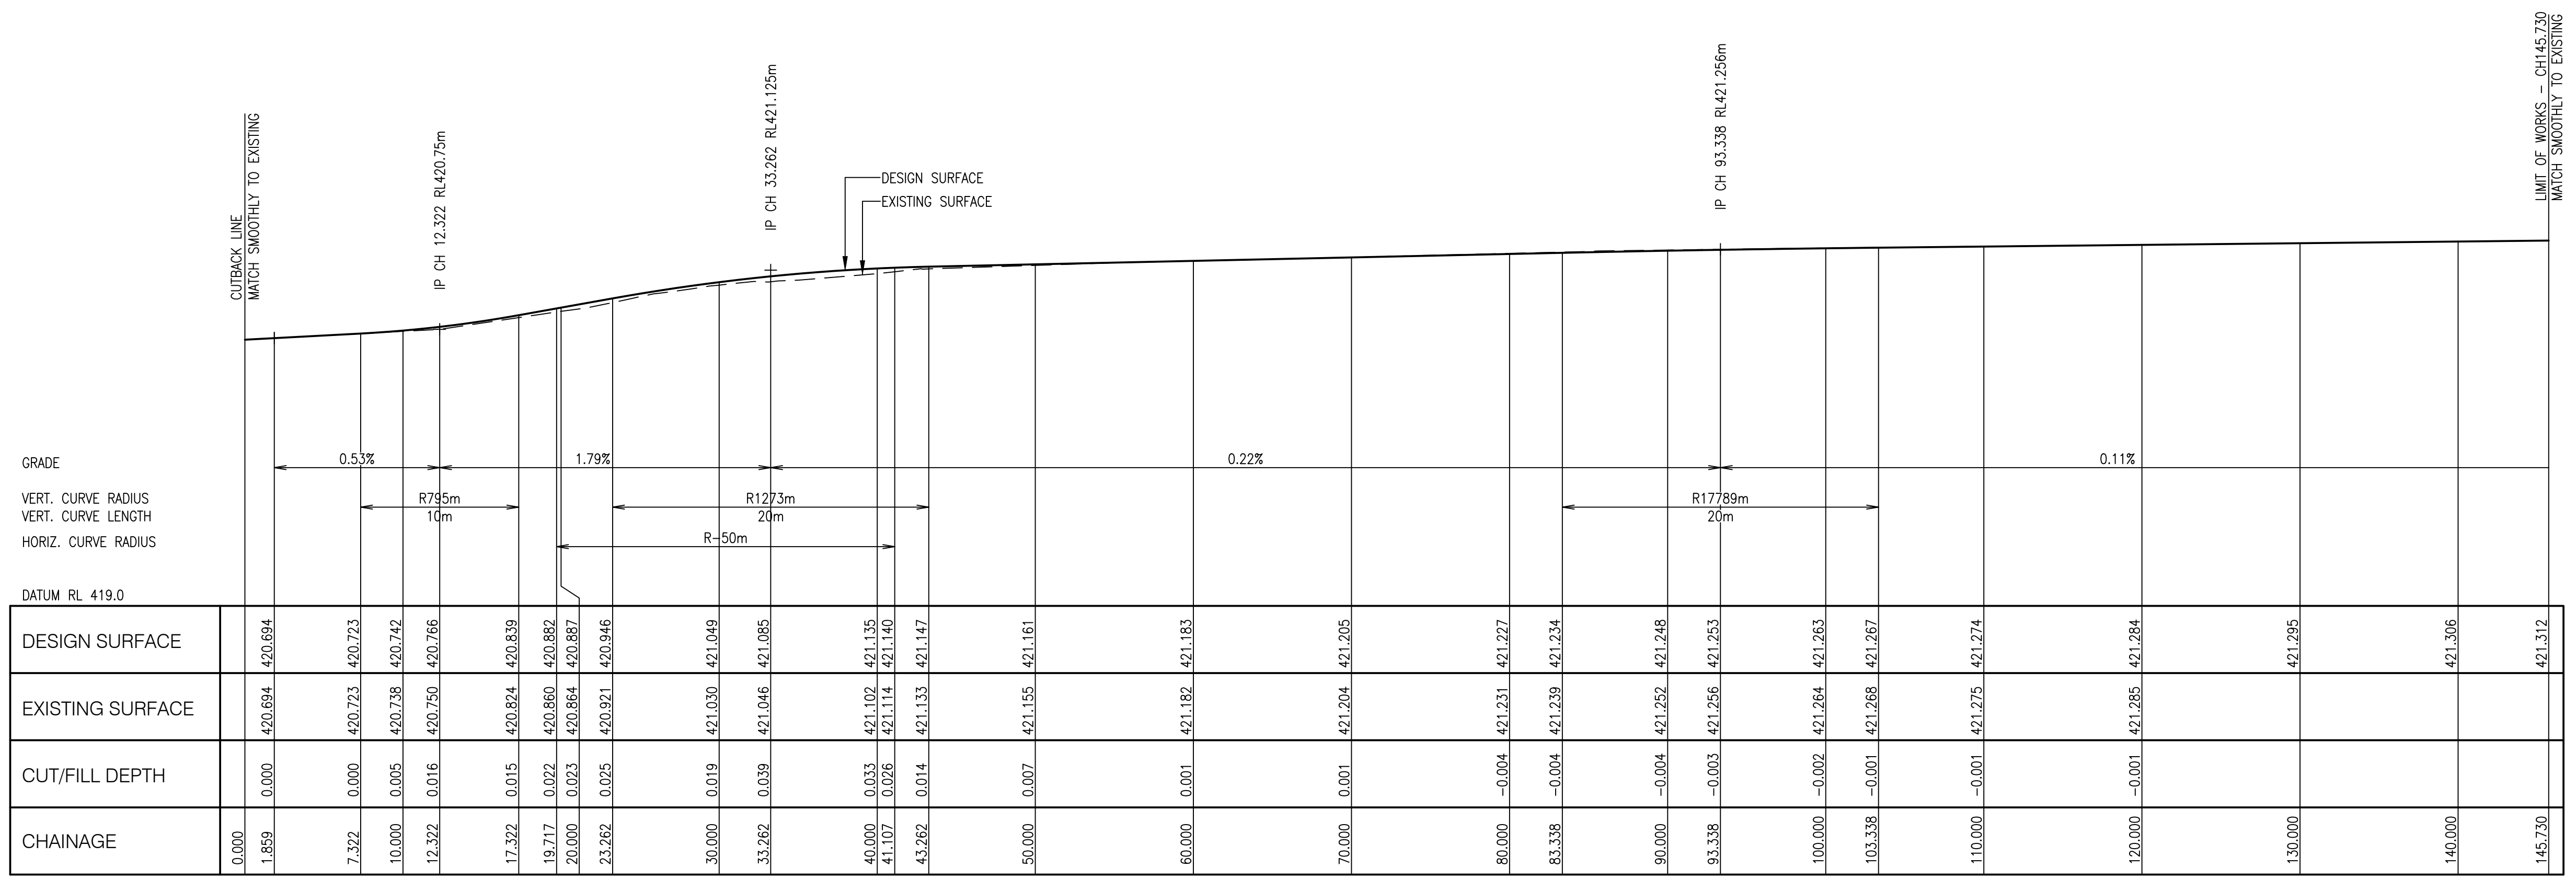 CUTBACK LINE
MATCH SMOOTHLY TO EXISTING
IP CH 12.322 RL420.75m
IP CH 33.262 RL421.125m
DESIGN SURFACE
EXISTING SURFACE
IP CH 93.338 RL421.256m
LIMIT OF WORKS – CH145.730
MATCH SMOOTHLY TO EXISTING
GRADE 0.53% 1.79% 0.22% 0.11%
VERT. CURVE RADIUS R795m R1273m R17789m
VERT. CURVE LENGTH 10m 20m 20m
HORIZ. CURVE RADIUS R-50m
DATUM RL 419.0
DESIGN SURFACE 420.694 420.723 420.742 420.766 420.839 420.882 420.887 420.946 421.049 421.085 421.135 421.140 421.147 421.161 421.183 421.205 421.227 421.234 421.248 421.253 421.263 421.267 421.274 421.284 421.295 421.306 421.312
EXISTING SURFACE 420.694 420.723 420.738 420.750 420.824 420.860 420.864 420.921 421.030 421.046 421.102 421.114 421.133 421.155 421.182 421.204 421.231 421.239 421.252 421.256 421.264 421.268 421.275 421.285
CUT/FILL DEPTH 0.000 0.000 0.005 0.016 0.015 0.022 0.023 0.025 0.019 0.039 0.033 0.026 0.014 0.007 0.001 0.001 -0.004 -0.004 -0.004 -0.003 -0.002 -0.001 -0.001 -0.001
CHAINAGE 0.000 1.859 7.322 10.000 12.322 17.322 19.717 20.000 23.262 30.000 33.262 40.000 41.107 43.262 50.000 60.000 70.000 80.000 83.338 90.000 93.338 100.000 103.338 110.000 120.000 130.000 140.000 145.730